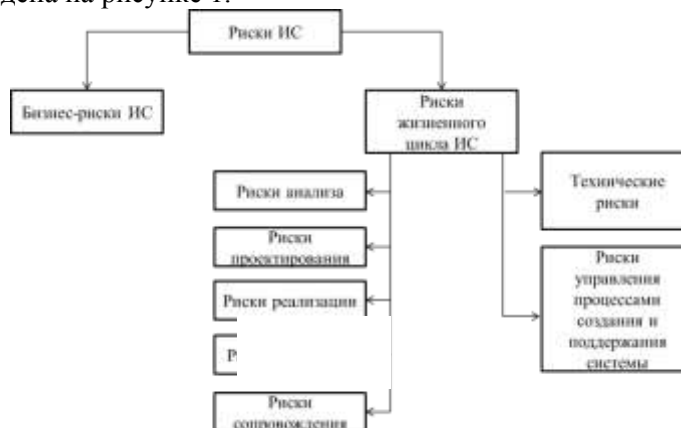 дена на рисунке 1.
Риски ИС
Бизнес-риски ИС
Риски
жизненного
цикла ИС
Риски анализа
Риски
проектирования
Риски реализации
Риски
сопровождения
Технические
риски
Риски
управления
процессами
создания и
поддержания
системы